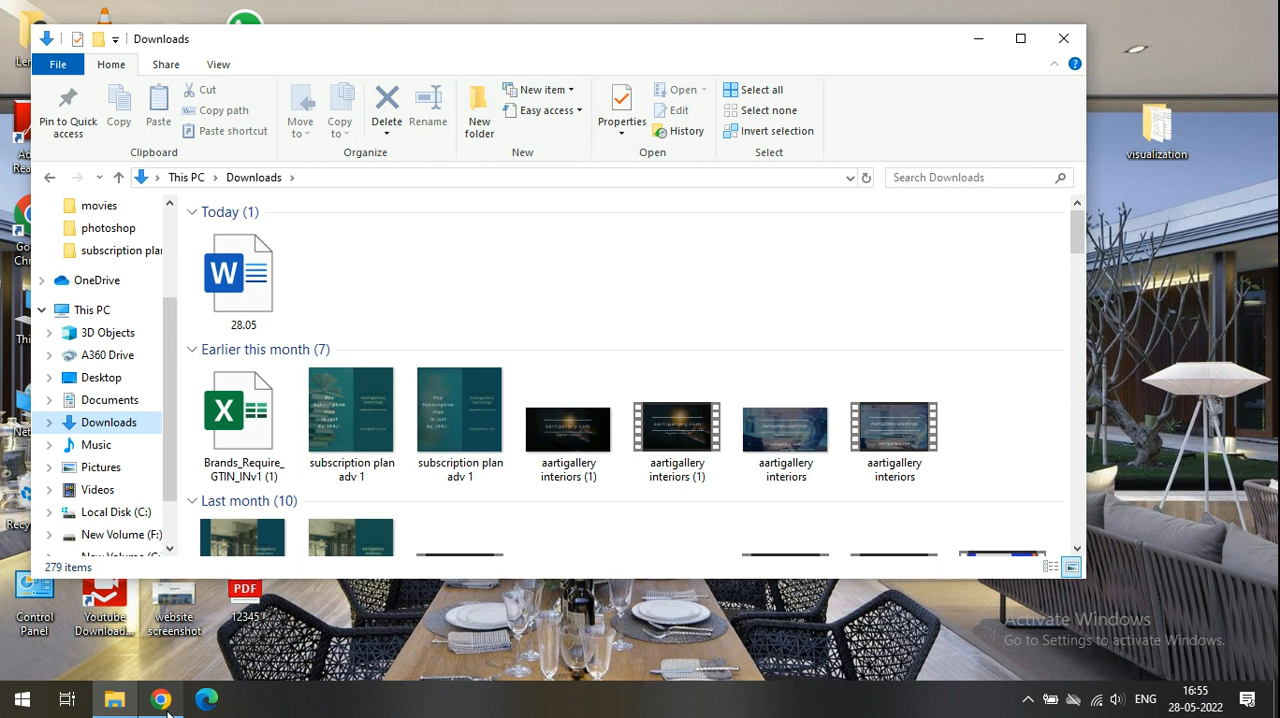 Downloads
File
Home
Share
View
Pin to Quick
access
Copy
Paste
Cut
Copy path
Paste shortcut
Clipboard
Move
to
Copy
to
Delete
Rename
Organize
New
folder
New item
Easy access
New
Properties
Open
Edit
History
Open
Select all
Select none
Invert selection
Select
This PC
Downloads
Search Downloads
movies
photoshop
subscription plan
OneDrive
This PC
3D Objects
A360 Drive
Desktop
Documents
Downloads
Music
Pictures
Videos
Local Disk (C:)
New Volume (F:)
Today (1)
W
28.05
Earlier this month (7)
X
Brands_Require_
GTIN_INv1 (1)
subscription plan
adv 1
subscription plan
adv 1
aartigallery
interiors (1)
aartigallery
interiors (1)
aartigallery
interiors
aartigallery
interiors
Last month (10)
279 items
visualization
Control
Panel
Youtube
Download...
website
screenshot
PDF
12345
Activate Windows
Go to Settings to activate Windows.
ENG
16:55
28-05-2022